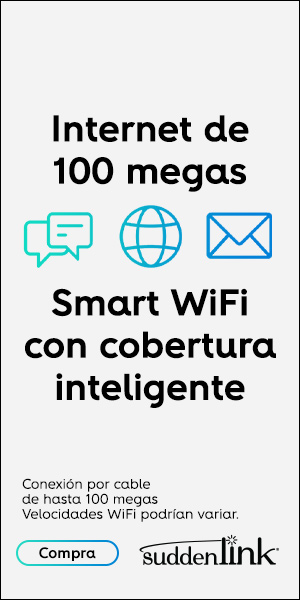 Internet de
100 megas
Smart WiFi
con cobertura
inteligente
Conexión por cable
de hasta 100 megas
Velocidades WiFi podrían variar.
Compra
suddenlink®